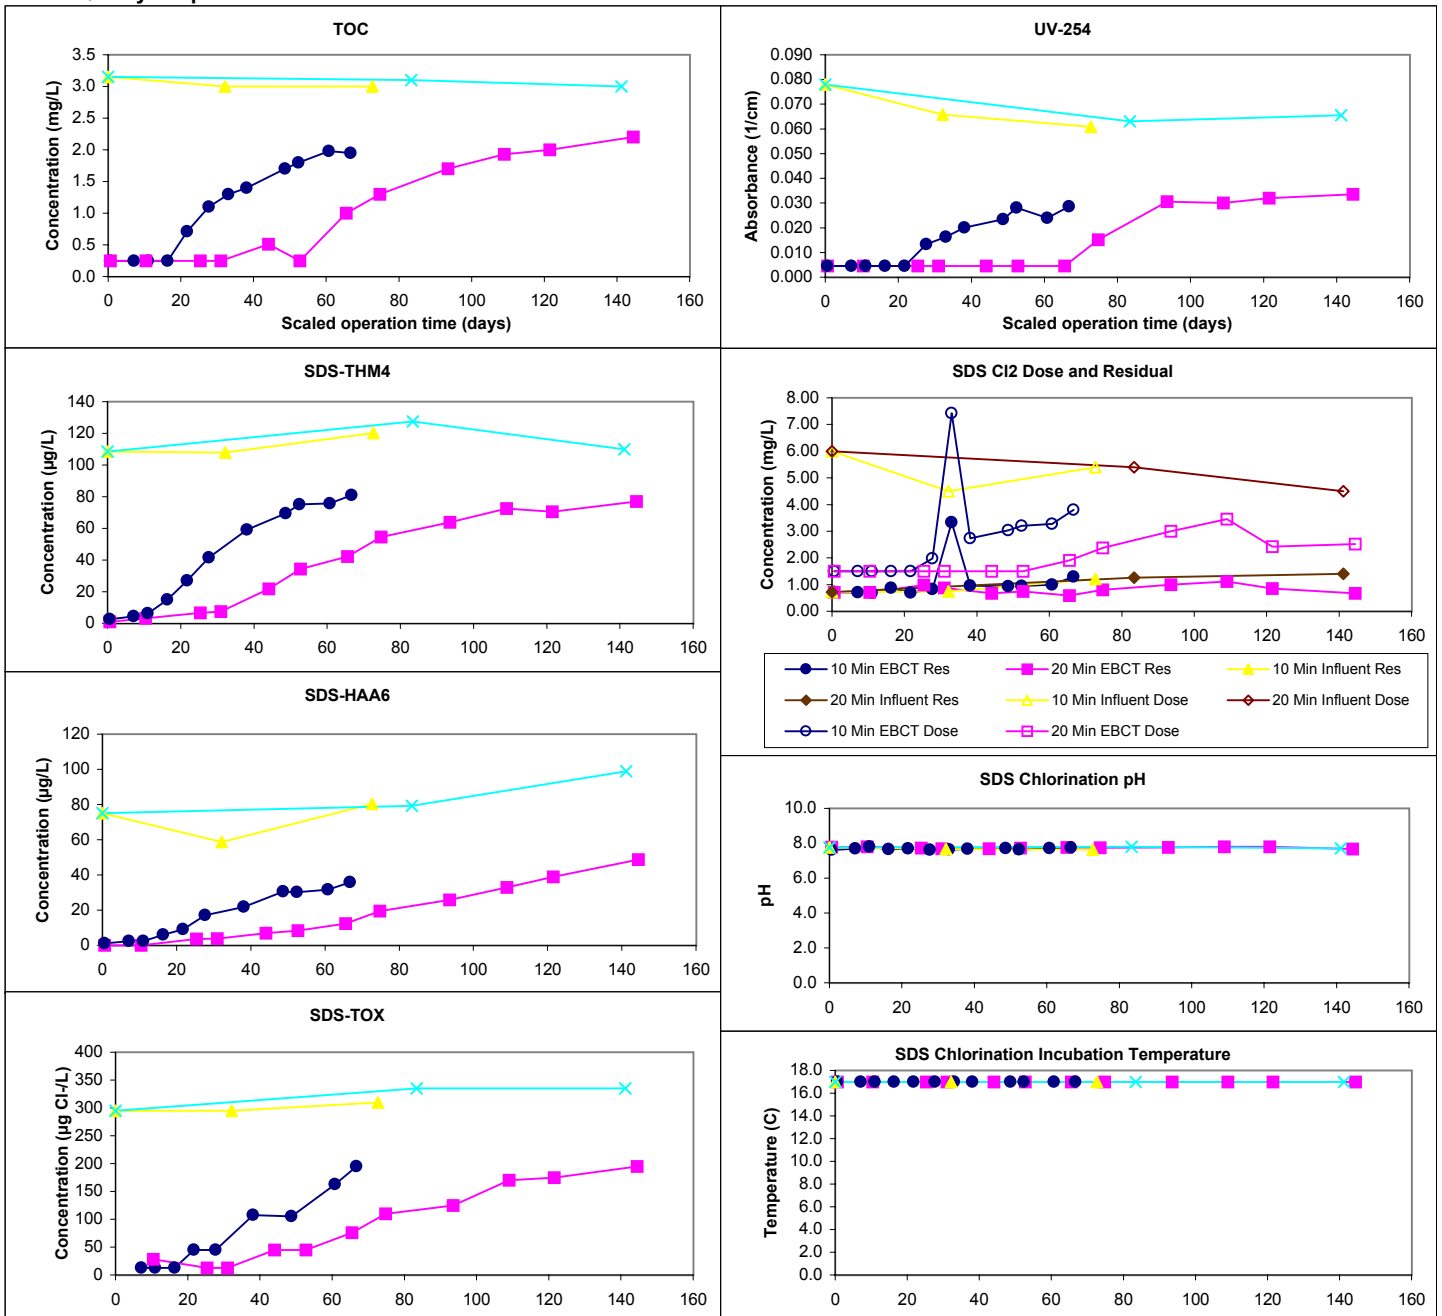 TOC
3.5
3.0
2.5
2.0
1.5
1.0
0.5
0.0
Concentration (mg/L)
0 20 40 60 80 100 120 140 160
Scaled operation time (days)
UV-254
0.090
0.080
0.070
0.060
0.050
0.040
0.030
0.020
0.010
0.000
Absorbance (1/cm)
0 20 40 60 80 100 120 140 160
Scaled operation time (days)
SDS-THM4
140
120
100
80
60
40
20
0
Concentration (µg/L)
0 20 40 60 80 100 120 140 160
SDS Cl2 Dose and Residual
8.00
7.00
6.00
5.00
4.00
3.00
2.00
1.00
0.00
Concentration (mg/L)
0 20 40 60 80 100 120 140 160
10 Min EBCT Res 20 Min EBCT Res 10 Min Influent Res
20 Min Influent Res 10 Min Influent Dose 20 Min Influent Dose
10 Min EBCT Dose 20 Min EBCT Dose
SDS-HAA6
120
100
80
60
40
20
0
Concentration (µg/L)
0 20 40 60 80 100 120 140 160
SDS Chlorination pH
10.0
8.0
6.0
4.0
2.0
0.0
pH
0 20 40 60 80 100 120 140 160
SDS-TOX
400
350
300
250
200
150
100
50
0
Concentration (µg Cl-/L)
0 20 40 60 80 100 120 140 160
SDS Chlorination Incubation Temperature
18.0
16.0
14.0
12.0
10.0
8.0
6.0
4.0
2.0
0.0
Temperature (C)
0 20 40 60 80 100 120 140 160